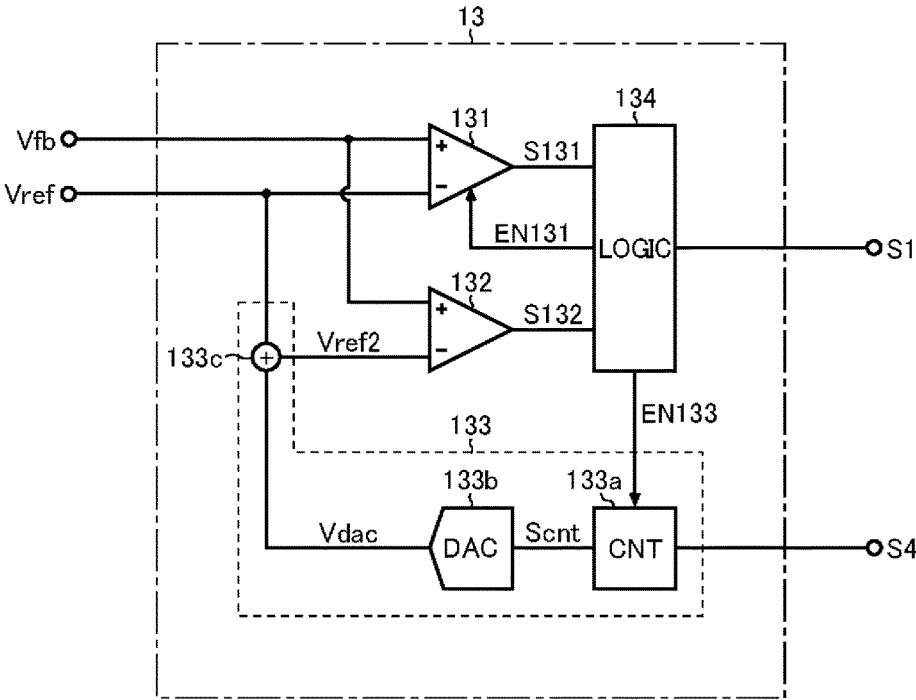 13
134
131
Vfb
+
S131
Vref
-
EN131
LOGIC
S1
132
+
S132
Vref2
-
133c
+
EN133
133
133b
133a
Vdac
DAC
Scnt
CNT
S4